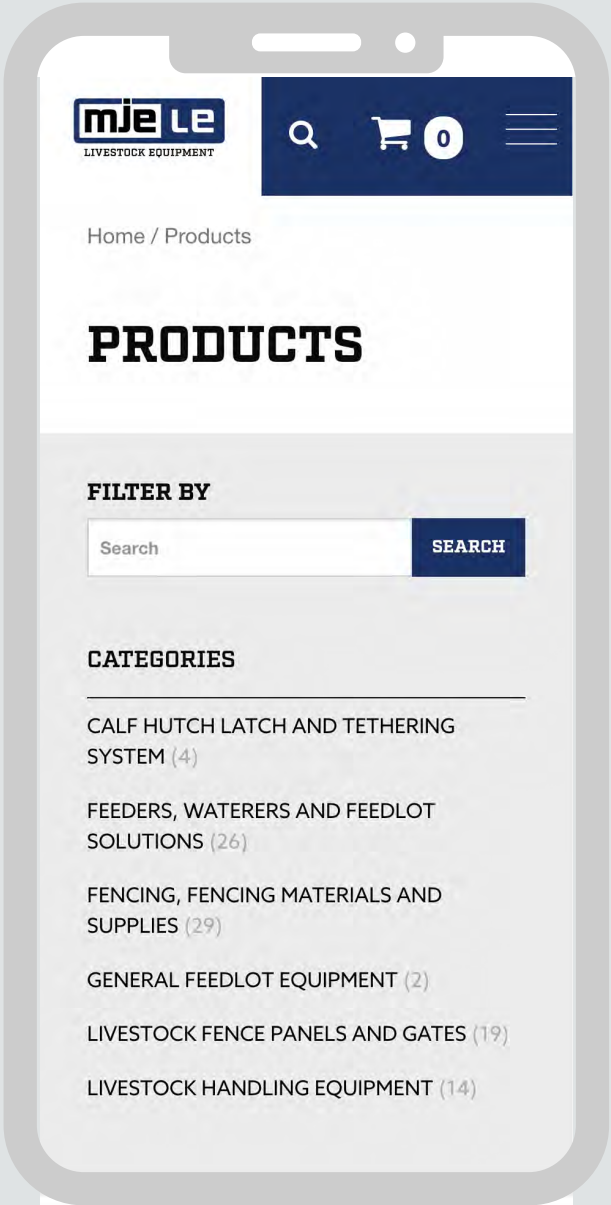 mje LE
LIVESTOCK EQUIPMENT
0
Home / Products
PRODUCTS
FILTER BY
Search
SEARCH
CATEGORIES
CALF HUTCH LATCH AND TETHERING
SYSTEM (4)
FEEDERS, WATERERS AND FEEDLOT
SOLUTIONS (26)
FENCING, FENCING MATERIALS AND
SUPPLIES (29)
GENERAL FEEDLOT EQUIPMENT (2)
LIVESTOCK FENCE PANELS AND GATES (19)
LIVESTOCK HANDLING EQUIPMENT (14)